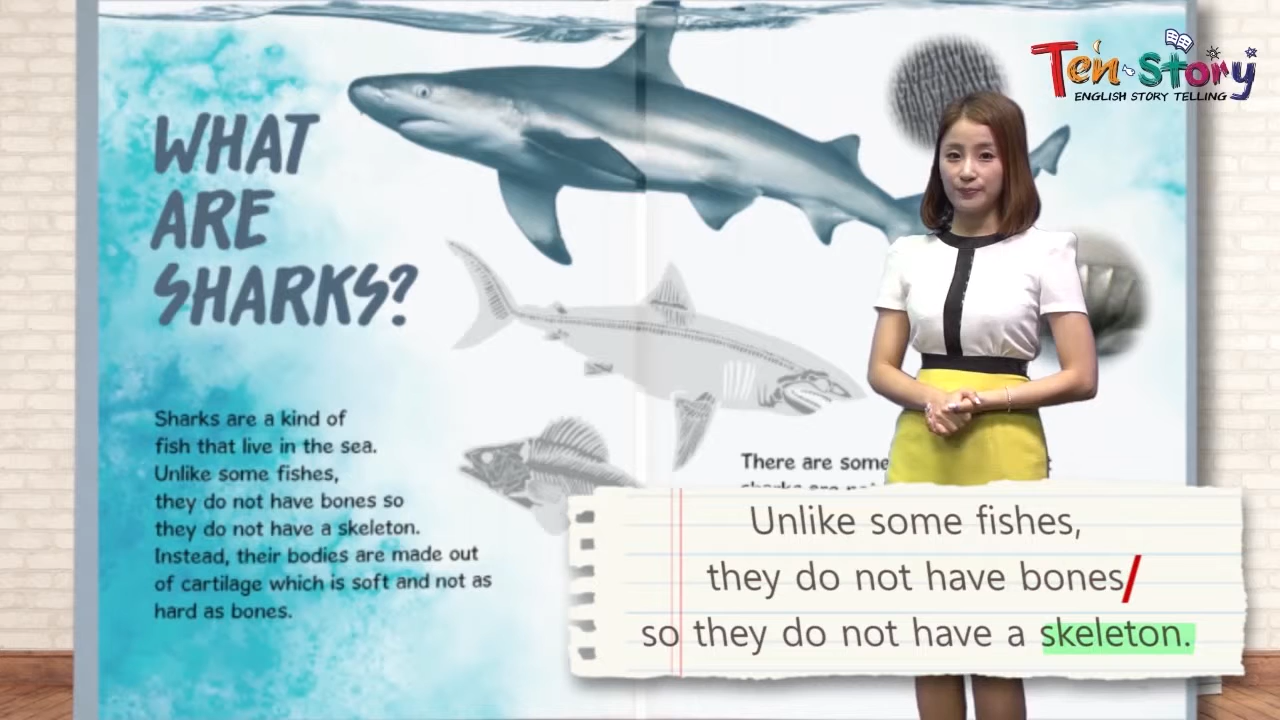 Ten Story
ENGLISH STORY TELLING
WHAT
ARE
SHARKS?
Sharks are a kind of
fish that live in the sea.
Unlike some fishes,
they do not have bones so
they do not have a skeleton.
Instead, their bodies are made out
of cartilage which is soft and not as
hard as bones.
There are some
sharks are
Unlike some fishes,
they do not have bones/
so they do not have a skeleton.